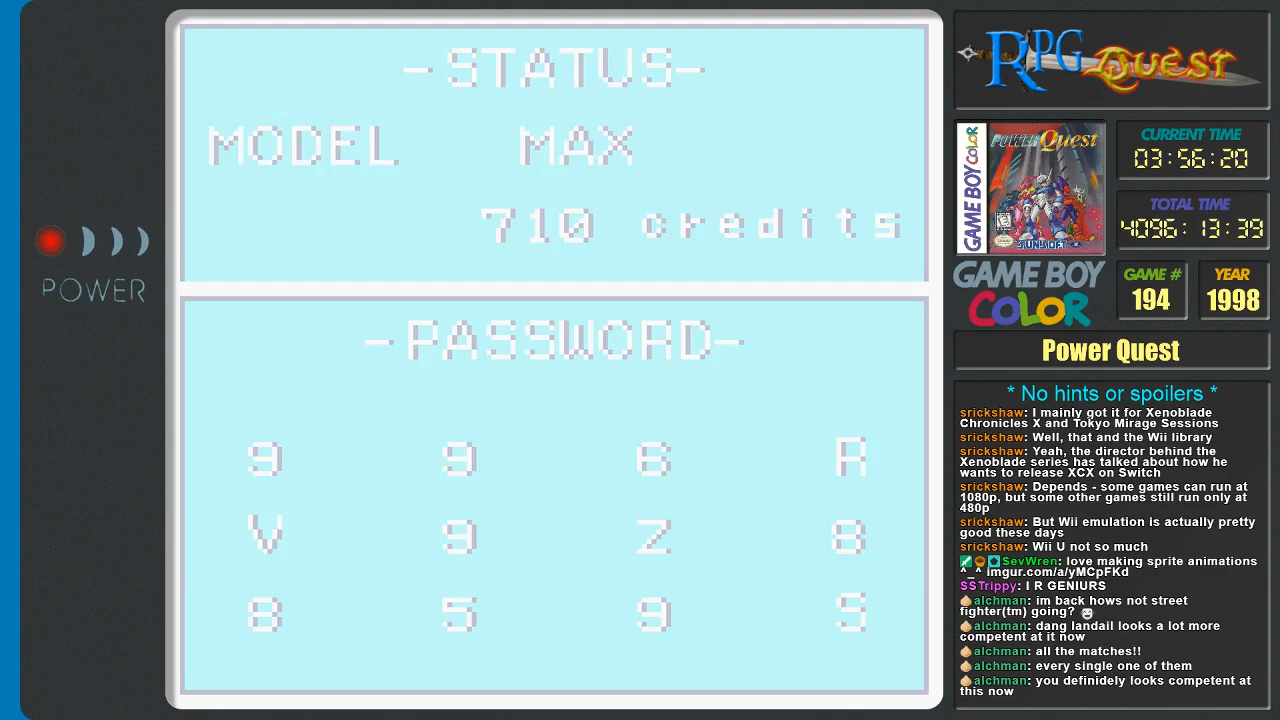 -STATUS-
MODEL MAX
710 credits
POWER
-PASSWORD-
9 9 6 R
V 9 Z 8
8 5 9 S
RPG QUEST
GAME BOY COLOR
POWER Quest
SUNSOFT
CURRENT TIME
03:56:20
TOTAL TIME
4096:13:39
GAME BOY
COLOR
GAME #
194
YEAR
1998
Power Quest
* No hints or spoilers *
srickshaw: I mainly got it for Xenoblade
Chronicles X and Tokyo Mirage Sessions
srickshaw: Well, that and the Wii library
srickshaw: Yeah, the director behind the
Xenoblade series has talked about how he
wants to release XCX on Switch
srickshaw: Depends - some games can run at
1080p, but some other games still run only at
480p
srickshaw: But Wii emulation is actually pretty
good these days
srickshaw: Wii U not so much
SevWren: love making sprite animations
^_^ imgur.com/a/yMCpFKd
SSTrippy: I R GENIURS
alchman: im back hows not street
fighter(tm) going?
alchman: dang landail looks a lot more
competent at it now
alchman: all the matches!!
alchman: every single one of them
alchman: you definidely looks competent at
this now